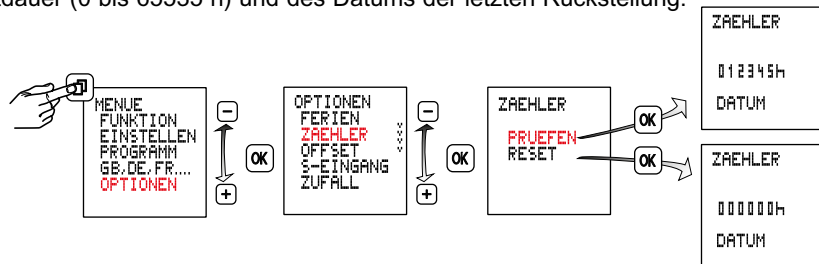 dauer (0 bis 65535 h) und des Datums der letzten Rückstellung.
MENUE
FUNKTION
EINSTELLEN
PROGRAMM
GB,DE,FR....
OPTIONEN
−
+
OK
OPTIONEN
FERIEN
ZAEHLER
OFFSET
S-EINGANG
ZUFALL
−
+
OK
ZAEHLER
PRUEFEN
RESET
OK
OK
ZAEHLER
012345h
DATUM
ZAEHLER
000000h
DATUM